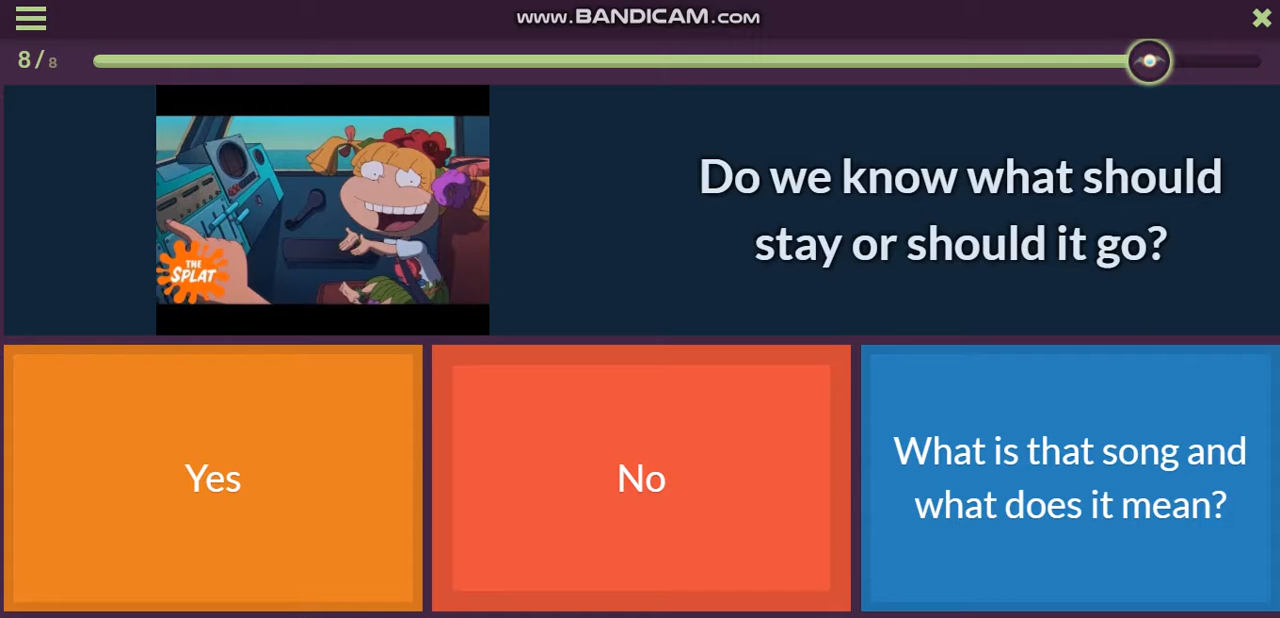 www.BANDICAM.com
8/8
Do we know what should
stay or should it go?
THE
SPLAT
Yes
No
What is that song and
what does it mean?